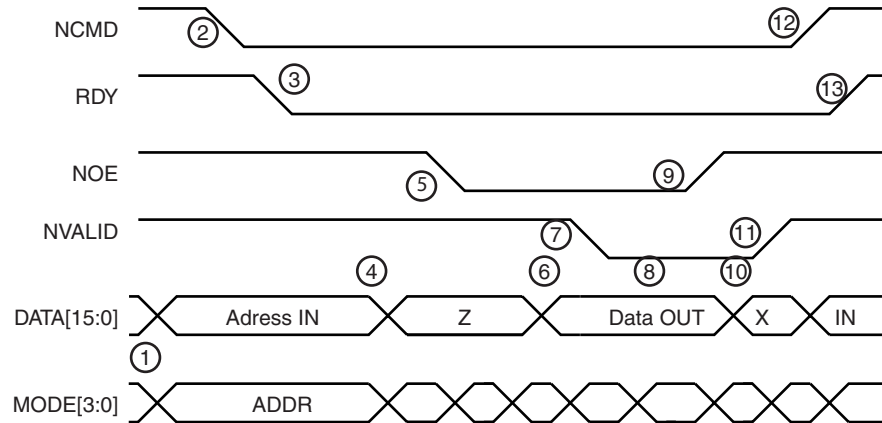 NCMD
2
12
RDY
3
13
NOE
5
9
NVALID
7
11
4
6
8
10
DATA[15:0]
Adress IN
Z
Data OUT
X
IN
1
MODE[3:0]
ADDR